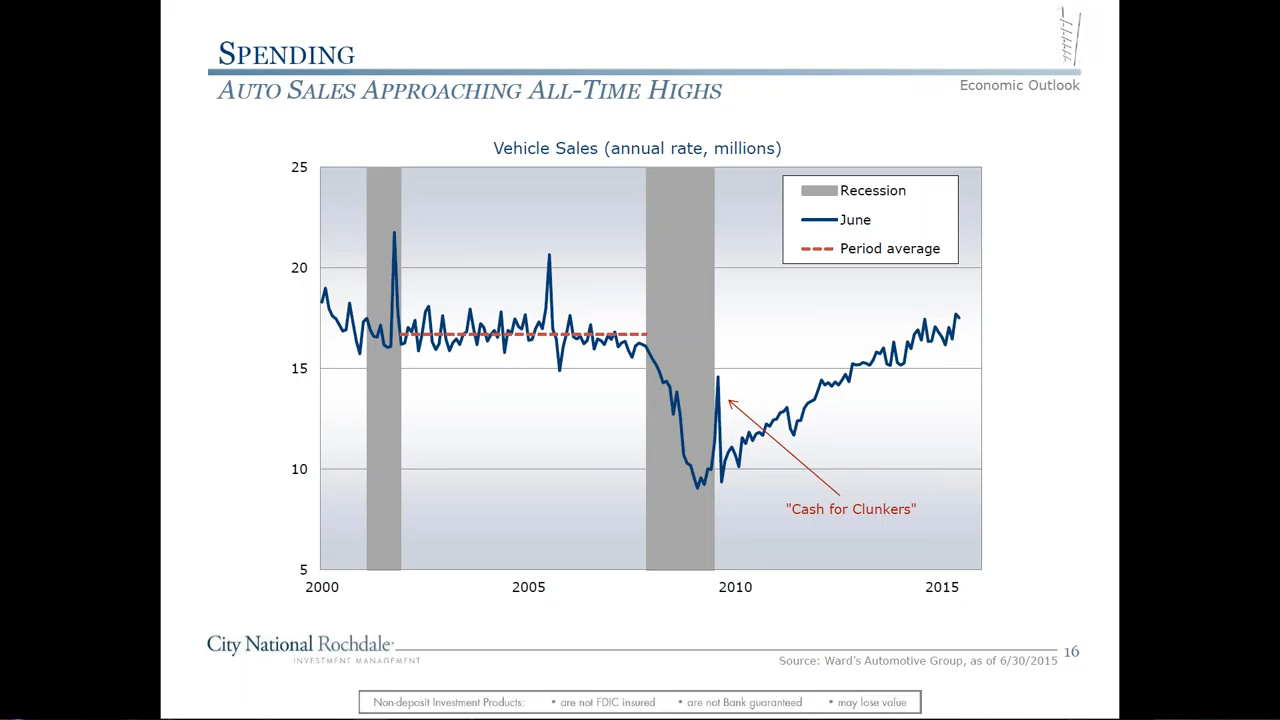 SPENDING
AUTO SALES APPROACHING ALL-TIME HIGHS
Economic Outlook
Vehicle Sales (annual rate, millions)
25
20
15
10
5
Recession
June
Period average
"Cash for Clunkers"
2000
2005
2010
2015
City National Rochdale
INVESTMENT MANAGEMENT
16
Source: Ward's Automotive Group, as of 6/30/2015
Non-deposit Investment Products: • are not FDIC insured • are not Bank guaranteed • may lose value